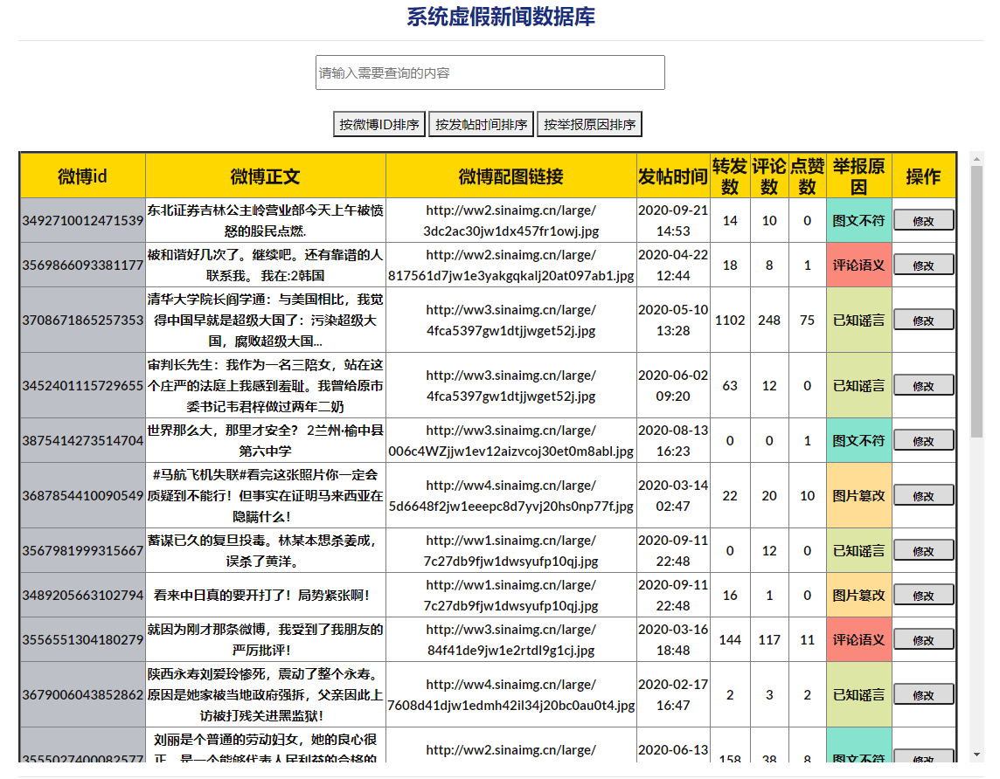 系统虚假新闻数据库
请输入需要查询的内容
按微博ID排序 按发帖时间排序 按举报原因排序
微博id 微博正文 微博配图链接 发帖时间 转发数 评论数 点赞数 举报原因 操作
3492710012471539 东北证券吉林公主岭营业部今天上午被愤怒的股民点燃. http://ww2.sinaimg.cn/large/3dc2ac30jw1dx457fr1owj.jpg 2020-09-21 14:53 14 10 0 图文不符 修改
3569866093381177 被和谐好几次了。继续吧。还有靠谱的人联系我。 我在:2韩国 http://ww2.sinaimg.cn/large/817561d7jw1e3yakgqkalj20at097ab1.jpg 2020-04-22 12:44 18 8 1 评论语义 修改
3708671865257353 清华大学院长阎学通：与美国相比，我觉得中国早就是超级大国了：污染超级大国，腐败超级大国... http://ww3.sinaimg.cn/large/4fca5397gw1dtjjwget52j.jpg 2020-05-10 13:28 1102 248 75 已知谣言 修改
3452401115729655 审判长先生：我作为一名三陪女，站在这个庄严的法庭上我感到羞耻。我曾给原市委书记韦君梓做过两年二奶 http://ww3.sinaimg.cn/large/4fca5397gw1dtjjwget52j.jpg 2020-06-02 09:20 63 12 0 已知谣言 修改
3875414273514704 世界那么大，那里才安全？ 2兰州·榆中县第六中学 http://ww3.sinaimg.cn/large/006c4WZjjw1ev12aizvcoj30et0m8abl.jpg 2020-08-13 16:23 0 0 1 图文不符 修改
3687854410090549 #马航飞机失联#看完这张照片你一定会质疑到不能行！但事实在证明马来西亚在隐瞒什么！ http://ww4.sinaimg.cn/large/5d6648f2jw1eeepc8d7yvj20hs0np77f.jpg 2020-03-14 02:47 22 20 10 图片篡改 修改
3567981999315667 蓄谋已久的复旦投毒。林某本想杀姜成，误杀了黄洋。 http://ww1.sinaimg.cn/large/7c27db9fjw1dwsyufp10qj.jpg 2020-09-11 22:48 0 12 0 已知谣言 修改
3489205663102794 看来中日真的要开打了！局势紧张啊！ http://ww1.sinaimg.cn/large/7c27db9fjw1dwsyufp10qj.jpg 2020-09-11 22:48 16 1 0 图片篡改 修改
3556551304180279 就因为刚才那条微博，我受到了我朋友的严厉批评！ http://ww3.sinaimg.cn/large/84f41de9jw1e2rtdl9g1cj.jpg 2020-03-16 18:48 144 117 11 评论语义 修改
3679006043852862 陕西永寿刘爱玲惨死，震动了整个永寿。原因是她家被当地政府强拆，父亲因此上访被打残关进黑监狱！ http://ww4.sinaimg.cn/large/7608d41djw1edmh42il34j20bc0au0t4.jpg 2020-02-17 16:47 2 3 2 已知谣言 修改
3555027400082577 刘丽是个普通的劳动妇女，她的良心很正，是一个能够代表人民利益的合格的 http://ww2.sinaimg.cn/large/ 2020-06-13 158 38 8 图文不符 修改